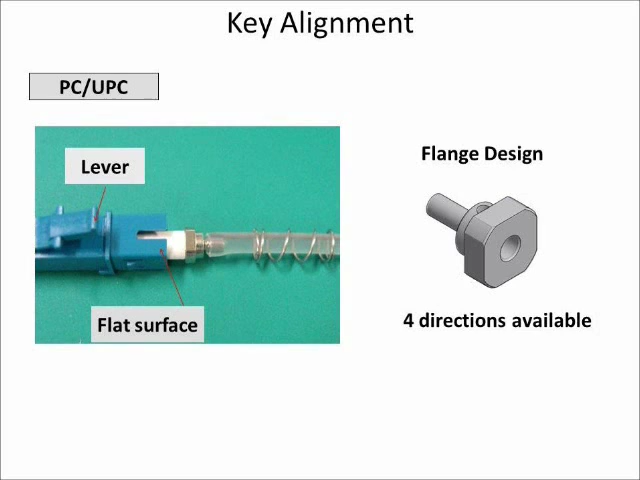 Key Alignment
PC/UPC
Lever
Flat surface
Flange Design
4 directions available